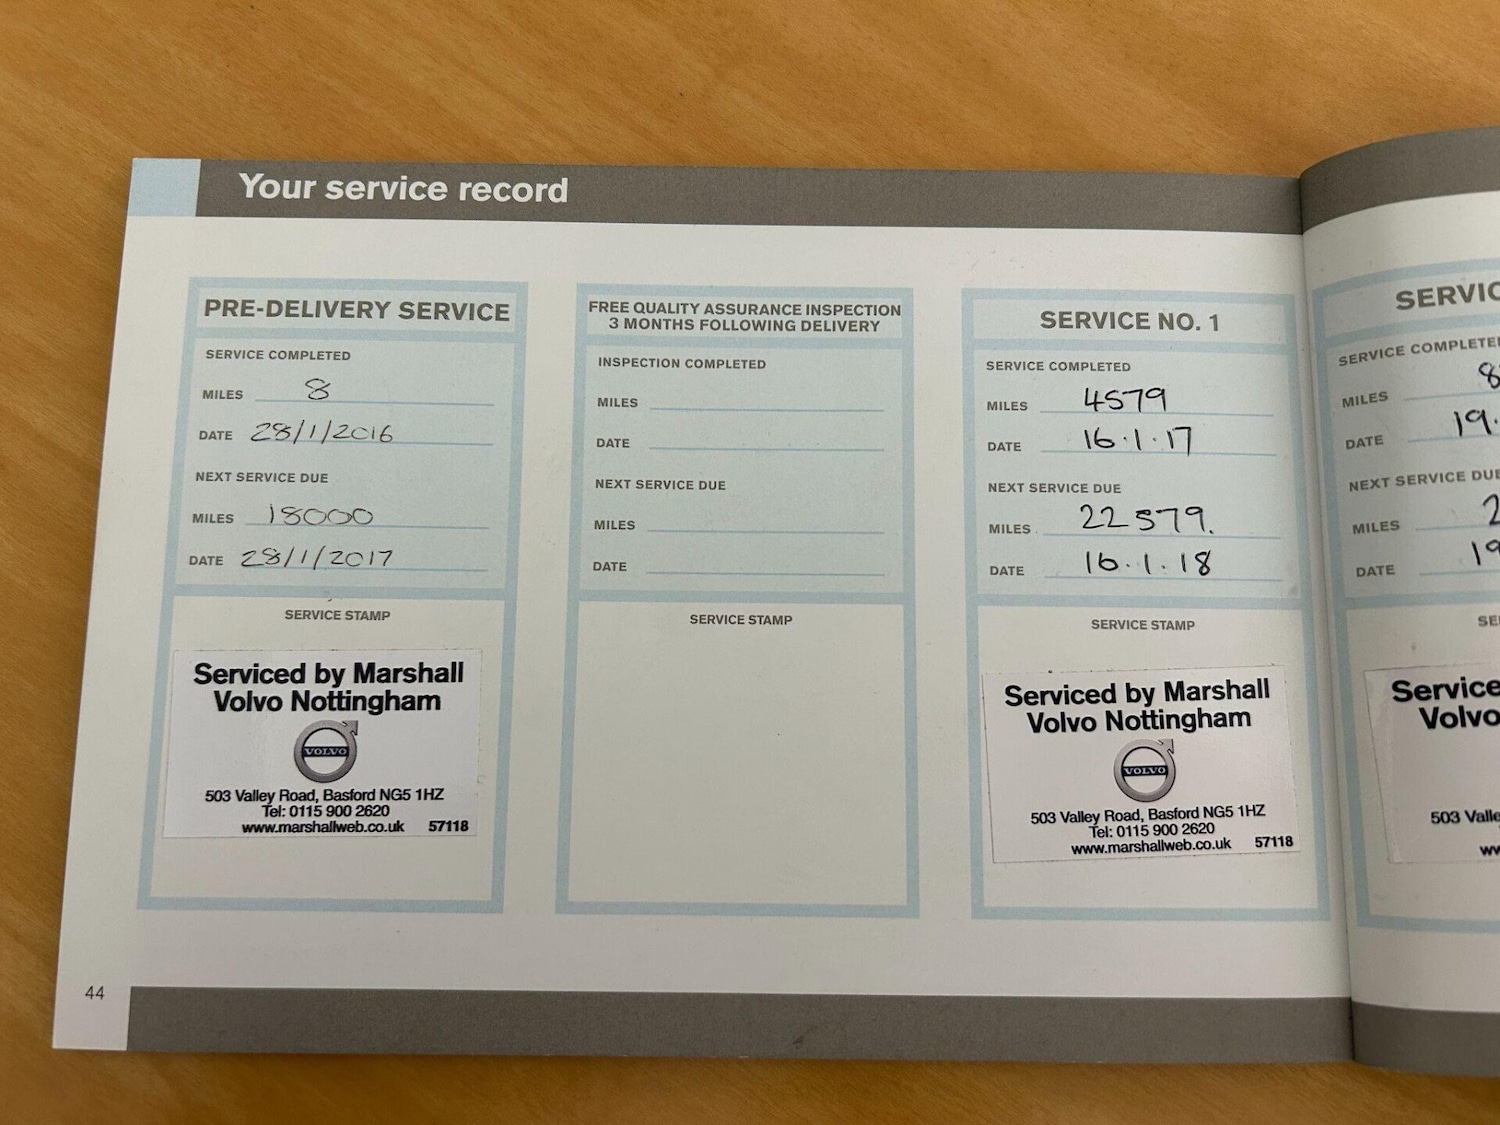 Your service record
PRE-DELIVERY SERVICE
SERVICE COMPLETED
MILES 8
DATE 28/1/2016
NEXT SERVICE DUE
MILES 18000
DATE 28/1/2017
SERVICE STAMP
Serviced by Marshall
Volvo Nottingham
VOLVO
503 Valley Road, Basford NG5 1HZ
Tel: 0115 900 2620
www.marshallweb.co.uk 57118
FREE QUALITY ASSURANCE INSPECTION
3 MONTHS FOLLOWING DELIVERY
INSPECTION COMPLETED
MILES
DATE
NEXT SERVICE DUE
MILES
DATE
SERVICE STAMP
SERVICE NO. 1
SERVICE COMPLETED
MILES 4579
DATE 16.1.17
NEXT SERVICE DUE
MILES 22579.
DATE 16.1.18
SERVICE STAMP
Serviced by Marshall
Volvo Nottingham
VOLVO
503 Valley Road, Basford NG5 1HZ
Tel: 0115 900 2620
www.marshallweb.co.uk 57118
SERVICE COMPLETED
MILES
DATE 19.
NEXT SERVICE DUE
MILES 2
DATE 19
Volvo
503
44